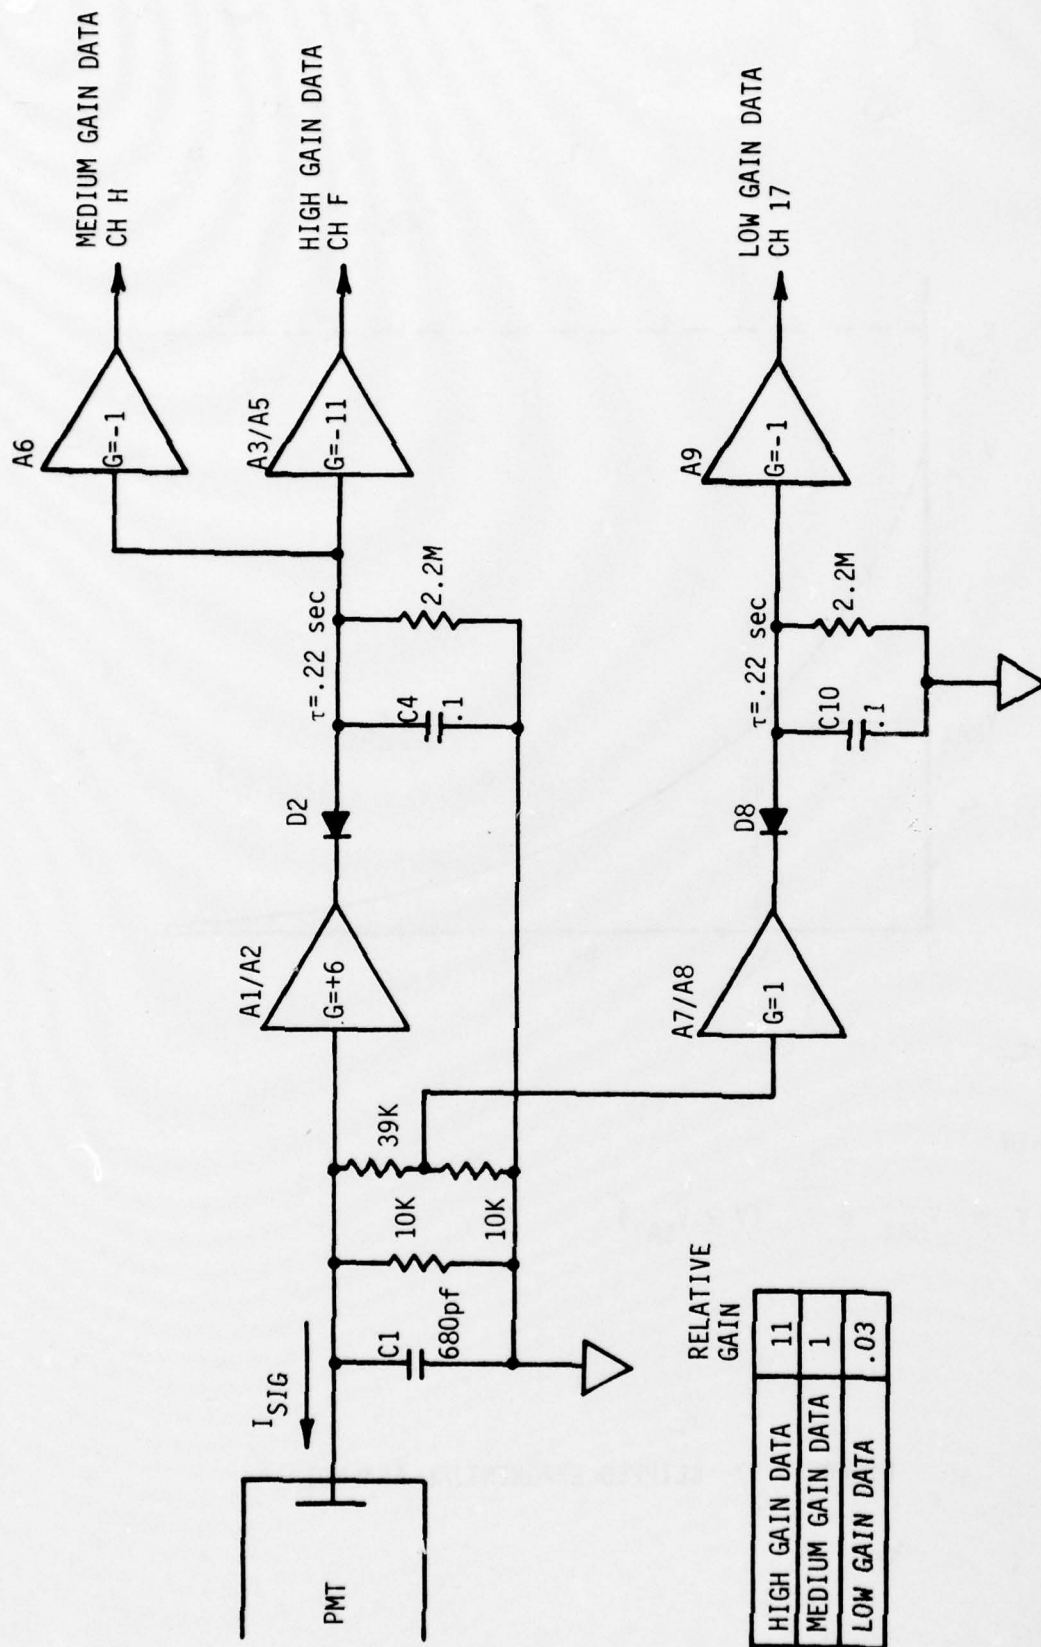 MEDIUM GAIN DATA
CH H
HIGH GAIN DATA
CH F
LOW GAIN DATA
CH 17
A6
G=-1
A3/A5
G=-11
A9
G=-1
τ=.22 sec
2.2M
C4
.1
τ=.22 sec
2.2M
C10
.1
D2
D8
A1/A2
G=+6
A7/A8
G=1
39K
10K
10K
C1
680pf
I SIG
PMT
RELATIVE
GAIN
HIGH GAIN DATA 11
MEDIUM GAIN DATA 1
LOW GAIN DATA .03